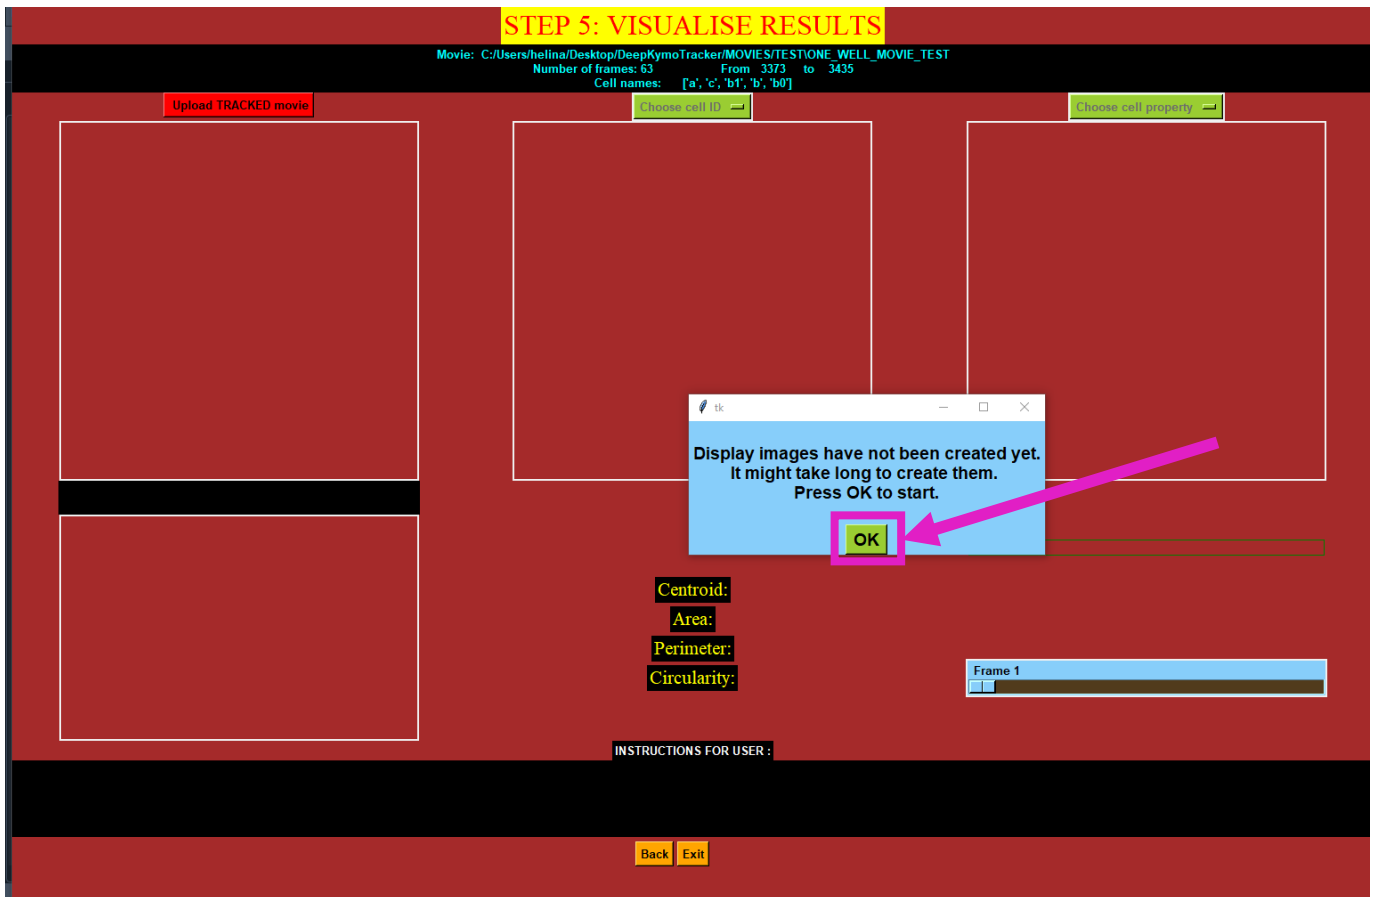 STEP 5: VISUALISE RESULTS
Movie: C:/Users/helina/Desktop/DeepKymoTracker/MOVIES/TEST\ONE_WELL_MOVIE_TEST
Number of frames: 63 From 3373 to 3435
Cell names: ['a', 'c', 'b1', 'b', 'b0']
Upload TRACKED movie
Choose cell ID
Choose cell property
tk
Display images have not been created yet.
It might take long to create them.
Press OK to start.
OK
Centroid:
Area:
Perimeter:
Circularity:
Frame 1
INSTRUCTIONS FOR USER :
Back Exit